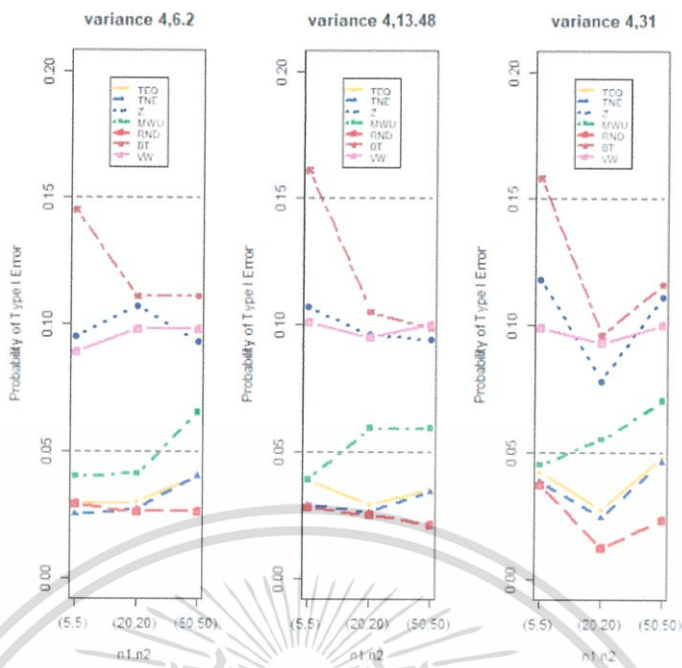 variance 4,6.2
Probability of Type I Error
0.20
0.15
0.10
0.05
0.00
TEQ
TNE
Z
MWU
RND
BT
VW
(5,5) (20,20) (50,50)
n1,n2
variance 4,13.48
Probability of Type I Error
0.20
0.15
0.10
0.05
0.00
TEQ
TNE
Z
MWU
RND
BT
VW
(5,5) (20,20) (50,50)
n1,n2
variance 4,31
Probability of Type I Error
0.20
0.15
0.10
0.05
0.00
TEQ
TNE
Z
MWU
RND
BT
VW
(5,5) (20,20) (50,50)
n1,n2